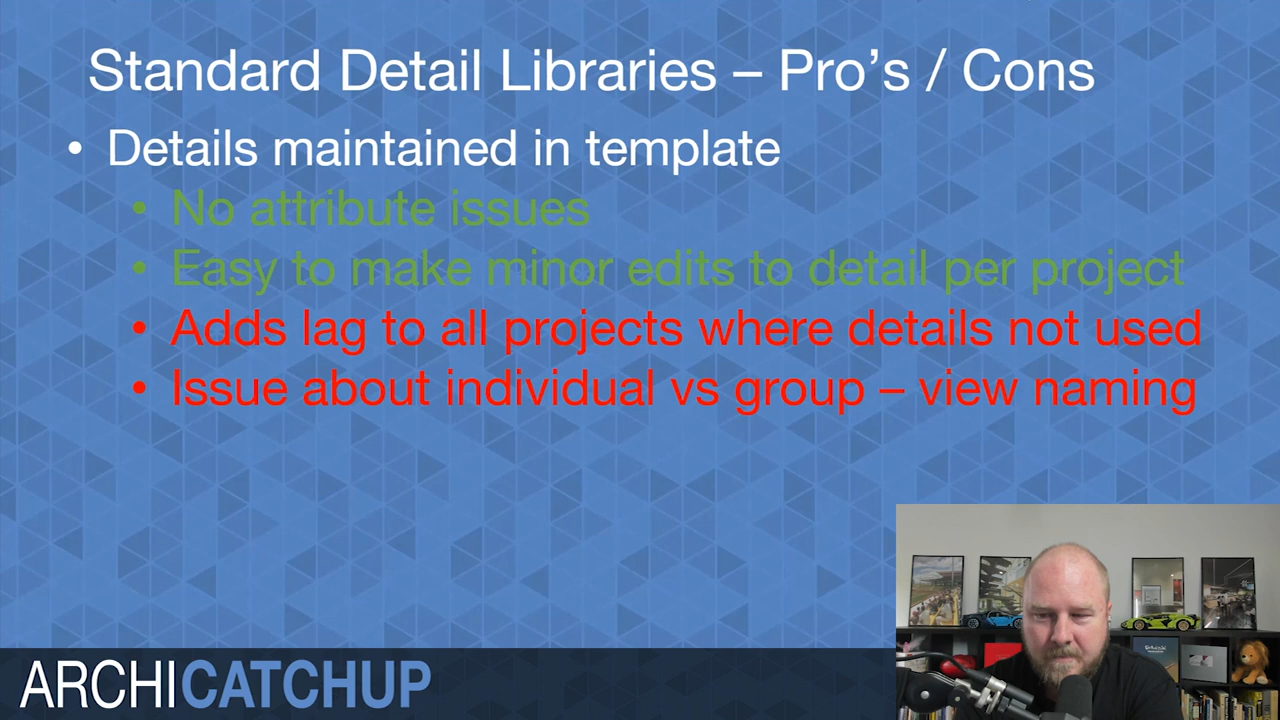 Standard Detail Libraries – Pro's / Cons
• Details maintained in template
• No attribute issues
• Easy to make minor edits to detail per project
• Adds lag to all projects where details not used
• Issue about individual vs group – view naming
ARCHICATCHUP